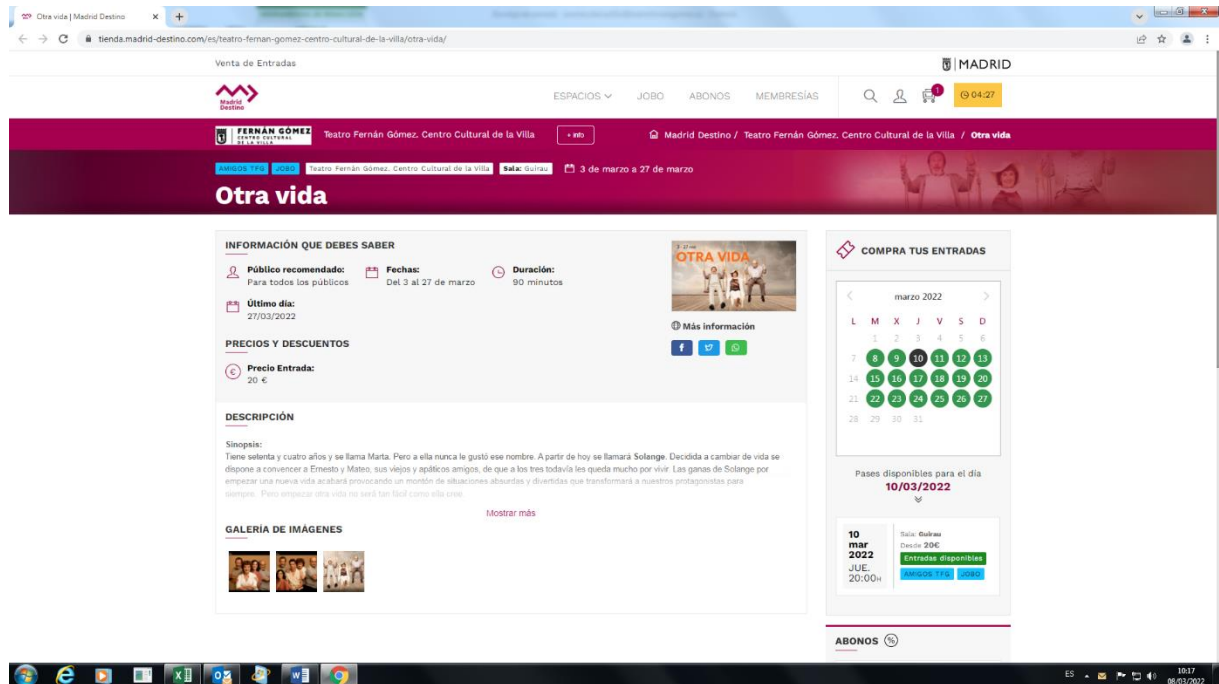 Otra vida | Madrid Destino
tienda.madrid-destino.com/es/teatro-fernan-gomez-centro-cultural-de-la-villa/otra-vida/
Venta de Entradas
MADRID
Madrid
Destino
ESPACIOS JOBO ABONOS MEMBRESÍAS
1
04:27
FERNÁN GÓMEZ
CENTRO CULTURAL
DE LA VILLA
Teatro Fernán Gómez. Centro Cultural de la Villa
+ info
Madrid Destino / Teatro Fernán Gómez. Centro Cultural de la Villa / Otra vida
AMIGOS TFG JOBO Teatro Fernán Gómez. Centro Cultural de la Villa Sala: Guirau 3 de marzo a 27 de marzo
Otra vida
INFORMACIÓN QUE DEBES SABER
Público recomendado:
Para todos los públicos
Fechas:
Del 3 al 27 de marzo
Duración:
90 minutos
Último día:
27/03/2022
PRECIOS Y DESCUENTOS
Precio Entrada:
20 €
OTRA VIDA
Más información
DESCRIPCIÓN
Sinopsis:
Tiene setenta y cuatro años y se llama Marta. Pero a ella nunca le gustó ese nombre. A partir de hoy se llamará Solange. Decidida a cambiar de vida se
dispone a convencer a Ernesto y Mateo, sus viejos y apáticos amigos, de que a los tres todavía les queda mucho por vivir. Las ganas de Solange por
empezar una nueva vida acabará provocando un montón de situaciones absurdas y divertidas que transformará a nuestros protagonistas para
siempre. Pero empezar otra vida no será tan fácil como ella cree.
Mostrar más
GALERÍA DE IMÁGENES
COMPRA TUS ENTRADAS
marzo 2022
L M X J V S D
1 2 3 4 5 6
7 8 9 10 11 12 13
14 15 16 17 18 19 20
21 22 23 24 25 26 27
28 29 30 31
Pases disponibles para el día
10/03/2022
10
mar
2022
JUE.
20:00H
Sala: Guirau
Desde 20€
Entradas disponibles
AMIGOS TFG JOBO
ABONOS
ES
10:17
08/03/2022